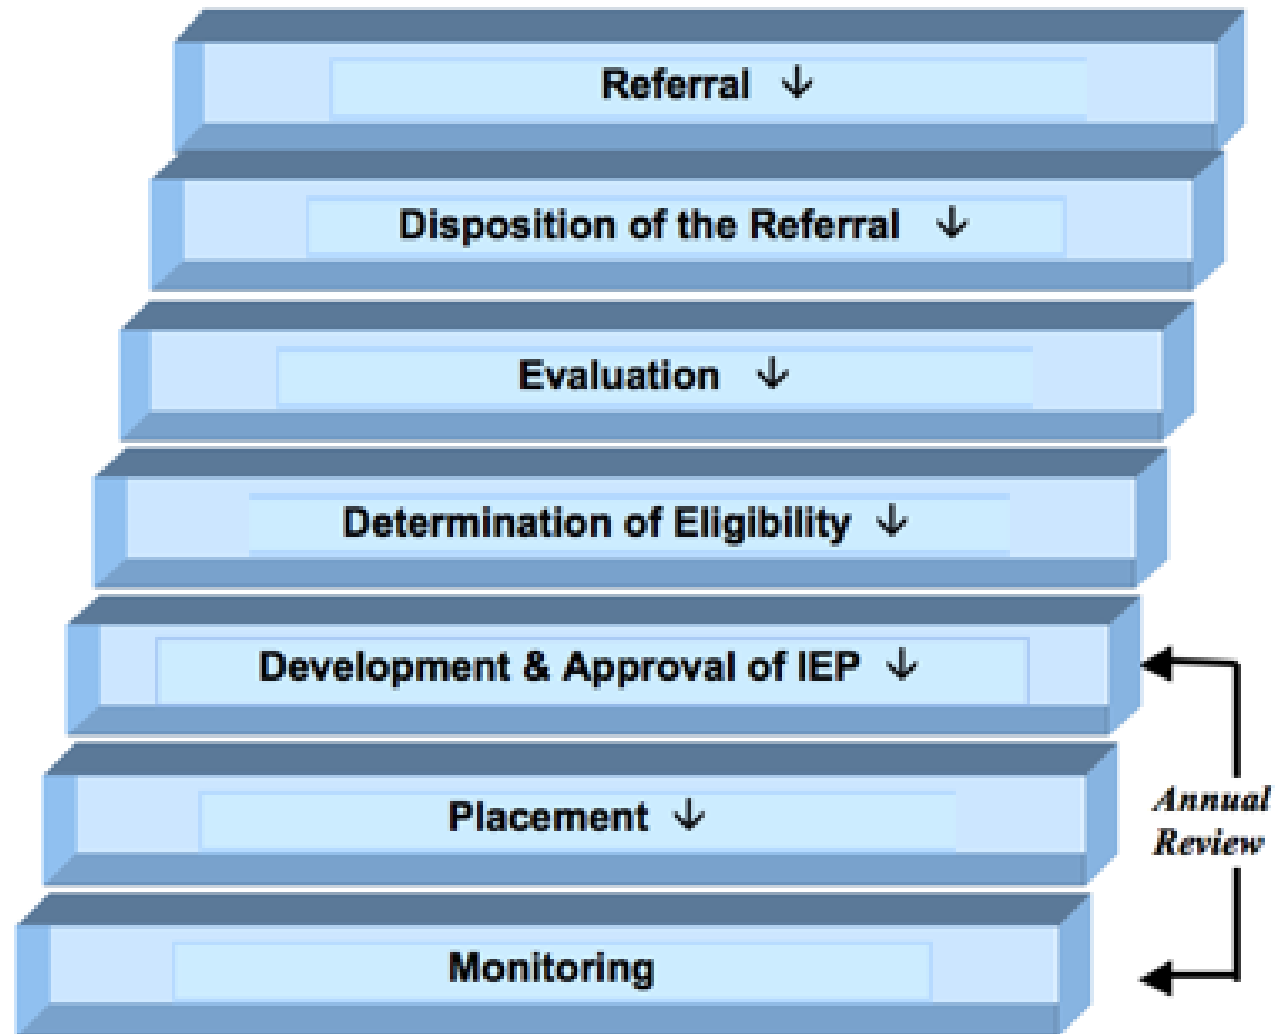 Referral ↓
Disposition of the Referral ↓
Evaluation ↓
Determination of Eligibility ↓
Development & Approval of IEP ↓
Placement ↓
Annual
Review
Monitoring